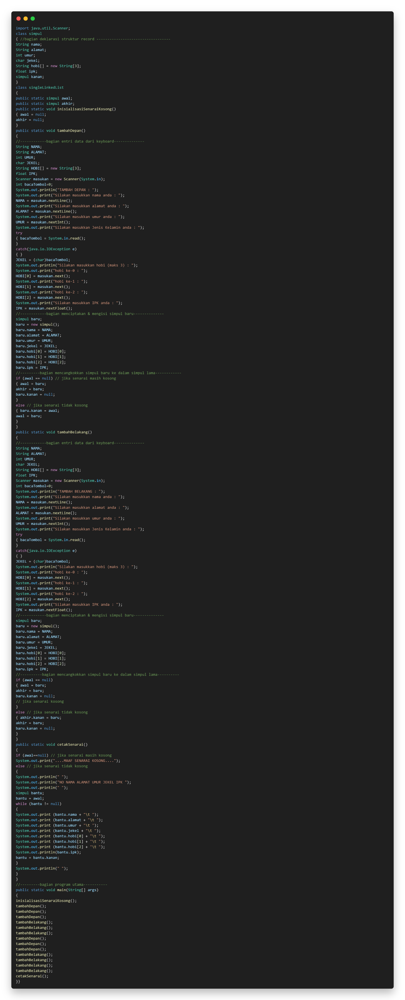 import java.util.Scanner;
class simpul
{ //bagian deklarasi struktur record ----------------------------------
String nama;
String alamat;
int umur;
char jekel;
String hobi[] = new String[3];
float ipk;
simpul kanan;
}
class singleLinkedList
{
public static simpul awal;
public static simpul akhir;
public static void inisialisasiSenaraiKosong()
{ awal = null;
akhir = null;
}
public static void tambahDepan()
{
//------------bagian entri data dari keyboard--------------
String NAMA;
String ALAMAT;
int UMUR;
char JEKEL;
String HOBI[] = new String[3];
float IPK;
Scanner masukan = new Scanner(System.in);
int bacaTombol=0;
System.out.println("TAMBAH DEPAN : ");
System.out.print("Silakan masukkan nama anda : ");
NAMA = masukan.nextLine();
System.out.print("Silakan masukkan alamat anda : ");
ALAMAT = masukan.nextLine();
System.out.print("Silakan masukkan umur anda : ");
UMUR = masukan.nextInt();
System.out.print("Silakan masukkan Jenis Kelamin anda : ");
try
{ bacaTombol = System.in.read();
}
catch(java.io.IOException e)
{ }
JEKEL = (char)bacaTombol;
System.out.println("Silakan masukkan hobi (maks 3) : ");
System.out.print("hobi ke-0 : ");
HOBI[0] = masukan.next();
System.out.print("hobi ke-1 : ");
HOBI[1] = masukan.next();
System.out.print("hobi ke-2 : ");
HOBI[2] = masukan.next();
System.out.print("Silakan masukkan IPK anda : ");
IPK = masukan.nextFloat();
//------------bagian menciptakan & mengisi simpul baru--------------
simpul baru;
baru = new simpul();
baru.nama = NAMA;
baru.alamat = ALAMAT;
baru.umur = UMUR;
baru.jekel = JEKEL;
baru.hobi[0] = HOBI[0];
baru.hobi[1] = HOBI[1];
baru.hobi[2] = HOBI[2];
baru.ipk = IPK;
//---------bagian mencangkokkan simpul baru ke dalam simpul lama------------
if (awal == null) // jika senarai masih kosong
{ awal = baru;
akhir = baru;
baru.kanan = null;
}
else // jika senarai tidak kosong
{ baru.kanan = awal;
awal = baru;
}
}
public static void tambahBelakang()
{
//------------bagian entri data dari keyboard--------------
String NAMA;
String ALAMAT;
int UMUR;
char JEKEL;
String HOBI[] = new String[3];
float IPK;
Scanner masukan = new Scanner(System.in);
int bacaTombol=0;
System.out.println("TAMBAH BELAKANG : ");
System.out.print("Silakan masukkan nama anda : ");
NAMA = masukan.nextLine();
System.out.print("Silakan masukkan alamat anda : ");
ALAMAT = masukan.nextLine();
System.out.print("Silakan masukkan umur anda : ");
UMUR = masukan.nextInt();
System.out.print("Silakan masukkan Jenis Kelamin anda : ");
try
{ bacaTombol = System.in.read();
}
catch(java.io.IOException e)
{ }
JEKEL = (char)bacaTombol;
System.out.println("Silakan masukkan hobi (maks 3) : ");
System.out.print("hobi ke-0 : ");
HOBI[0] = masukan.next();
System.out.print("hobi ke-1 : ");
HOBI[1] = masukan.next();
System.out.print("hobi ke-2 : ");
HOBI[2] = masukan.next();
System.out.print("Silakan masukkan IPK anda : ");
IPK = masukan.nextFloat();
//------------bagian menciptakan & mengisi simpul baru--------------
simpul baru;
baru = new simpul();
baru.nama = NAMA;
baru.alamat = ALAMAT;
baru.umur = UMUR;
baru.jekel = JEKEL;
baru.hobi[0] = HOBI[0];
baru.hobi[1] = HOBI[1];
baru.hobi[2] = HOBI[2];
baru.ipk = IPK;
//----------bagian mencangkokkan simpul baru ke dalam simpul lama----------
if (awal == null)
{ awal = baru;
akhir = baru;
baru.kanan = null;
// jika senarai kosong
}
else // jika senarai tidak kosong
{ akhir.kanan = baru;
akhir = baru;
baru.kanan = null;
}
}
public static void cetakSenarai()
{
if (awal==null) // jika senarai masih kosong
System.out.print("....MAAF SENARAI KOSONG....");
else // jika senarai tidak kosong
{
System.out.println(" ");
System.out.println("NO NAMA ALAMAT UMUR JEKEL IPK ");
System.out.println(" ");
simpul bantu;
bantu = awal;
while (bantu != null)
{
System.out.print (bantu.nama + "\t ");
System.out.print (bantu.alamat + "\t ");
System.out.print (bantu.umur + "\t ");
System.out.print (bantu.jekel + "\t ");
System.out.print (bantu.hobi[0] + "\t ");
System.out.print (bantu.hobi[1] + "\t ");
System.out.print (bantu.hobi[2] + "\t ");
System.out.println(bantu.ipk);
bantu = bantu.kanan;
}
System.out.println(" ");
}
}
//---------bagian program utama-----------
public static void main(String[] args)
{
inisialisasiSenaraiKosong();
tambahDepan();
tambahDepan();
tambahDepan();
tambahBelakang();
tambahBelakang();
tambahBelakang();
tambahDepan();
tambahDepan();
tambahDepan();
tambahBelakang();
tambahBelakang();
tambahBelakang();
tambahBelakang();
cetakSenarai();
}}